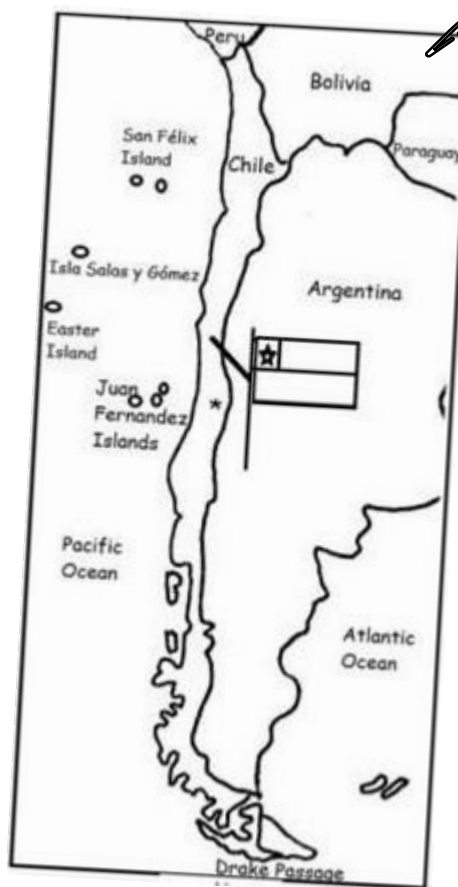 Peru
Bolivia
San Félix
Island
Chile
Paraguay
Isla Salas y Gómez
Argentina
Easter
Island
Juan
Fernandez
Islands
Pacific
Ocean
Atlantic
Ocean
Drake Passage